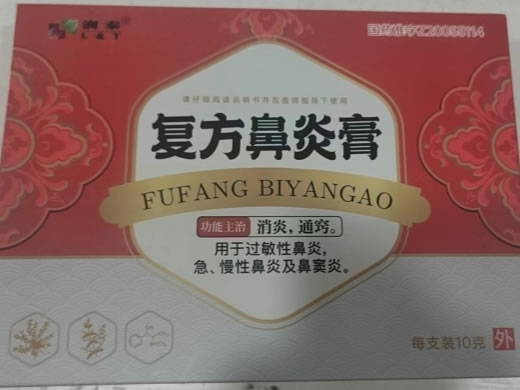 润泰
L&T
国药准字Z20055114
请仔细阅读说明书并在医师指导下使用
复方鼻炎膏
FUFANG BIYANGAO
功能主治 消炎，通窍。
用于过敏性鼻炎，
急、慢性鼻炎及鼻窦炎。
每支装10克 外